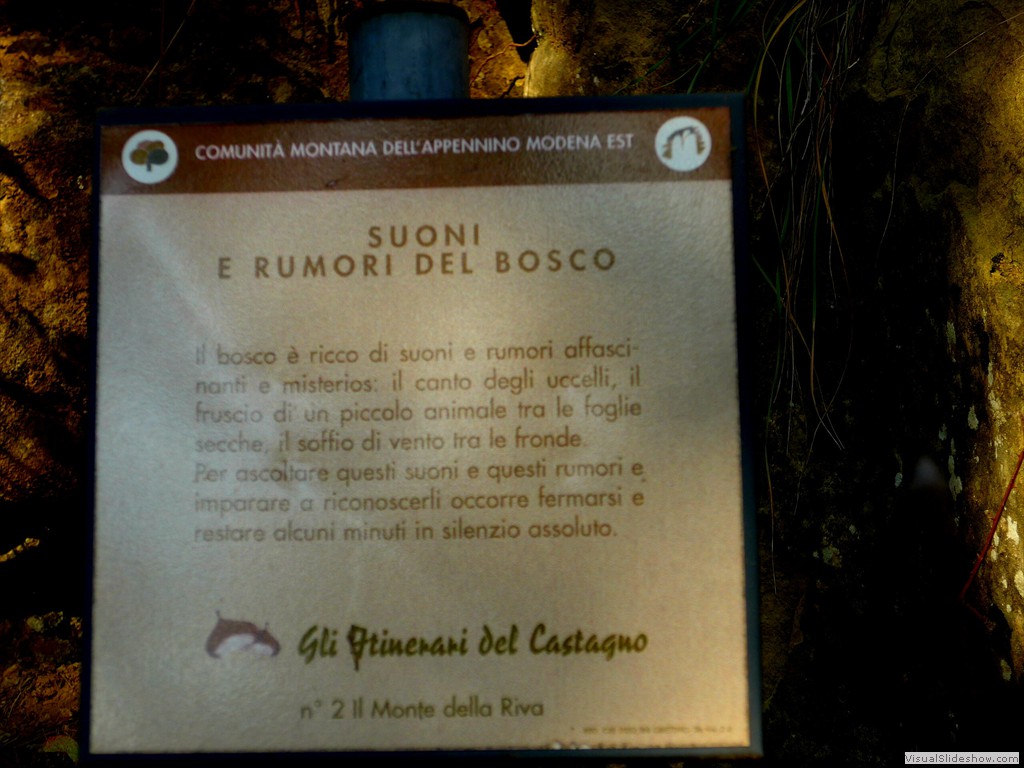 COMUNITÀ MONTANA DELL'APPENNINO MODENA EST
SUONI
E RUMORI DEL BOSCO
Il bosco è ricco di suoni e rumori affasci-
nanti e misterios: il canto degli uccelli, il
fruscio di un piccolo animale tra le foglie
secche, il soffio di vento tra le fronde.
Per ascoltare questi suoni e questi rumori e
imparare a riconoscerli occorre fermarsi e
restare alcuni minuti in silenzio assoluto.
Gli Itinerari del Castagno
n° 2 Il Monte della Riva
VisualSlideshow.com